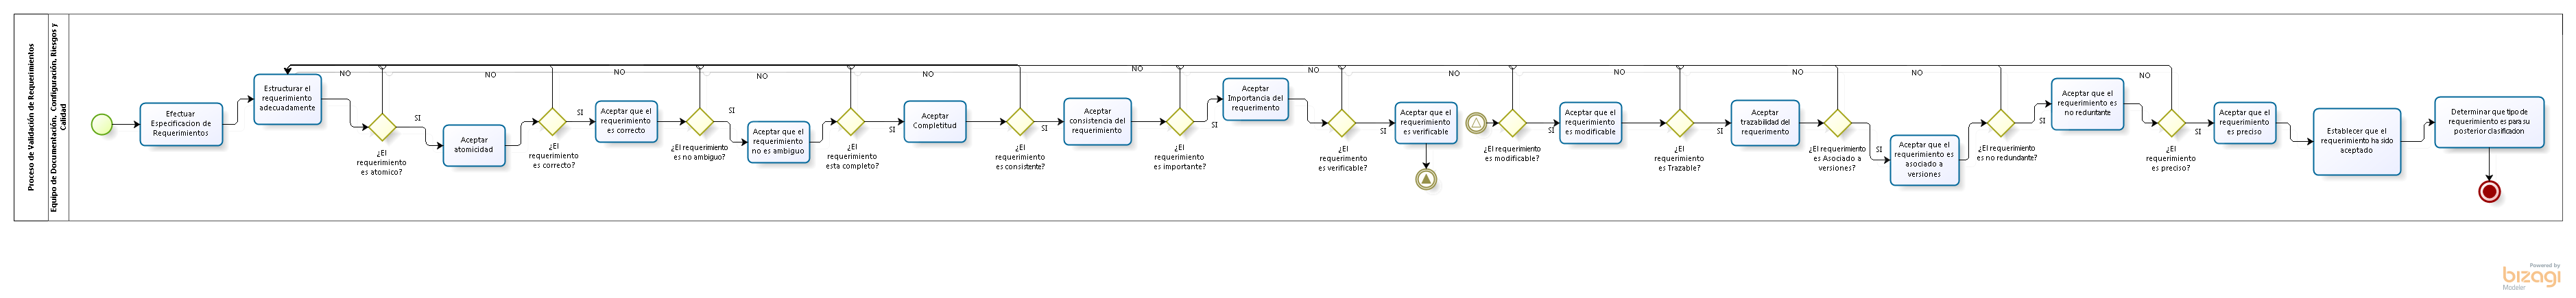 Proceso de Validación de Requerimientos
Equipo de Documentación, Configuración, Riesgos y
Calidad
Efectuar
Especificacion de
Requerimientos
Estructurar el
requerimiento
adecuadamente
NO
¿El
requerimiento
es atomico?
SI
Aceptar
atomicidad
NO
¿El
requerimiento
es correcto?
SI
Aceptar que el
requerimiento
es correcto
NO
¿El requerimiento
es no ambiguo?
SI
Aceptar que el
requerimiento
no es ambiguo
NO
¿El
requerimiento
esta completo?
SI
Aceptar
Completitud
NO
¿El
requerimiento
es consistente?
SI
Aceptar
consistencia del
requerimiento
NO
¿El
requerimiento
es importante?
SI
Aceptar
Importancia del
requerimento
¿El
requerimento
es verificable?
SI
Aceptar que el
requerimento
es verificable
NO
¿El requerimiento
es modificable?
SI
Aceptar que el
requerimiento
es modificable
NO
¿El
requerimiento
es Trazable?
SI
Aceptar
trazabilidad del
requerimento
NO
¿El requerimiento
es Asociado a
versiones?
SI
Aceptar que el
requerimiento es
asociado a
versiones
NO
¿El requerimiento
es no redundante?
SI
Aceptar que el
requerimiento es
no reduntante
NO
¿El
requerimiento
es preciso?
SI
Aceptar que el
requerimiento
es preciso
Establecer que el
requerimiento ha sido
aceptado
Determinar que tipo de
requerimiento es para su
posterior clasificacion
Powered by
bizagi
Modeler